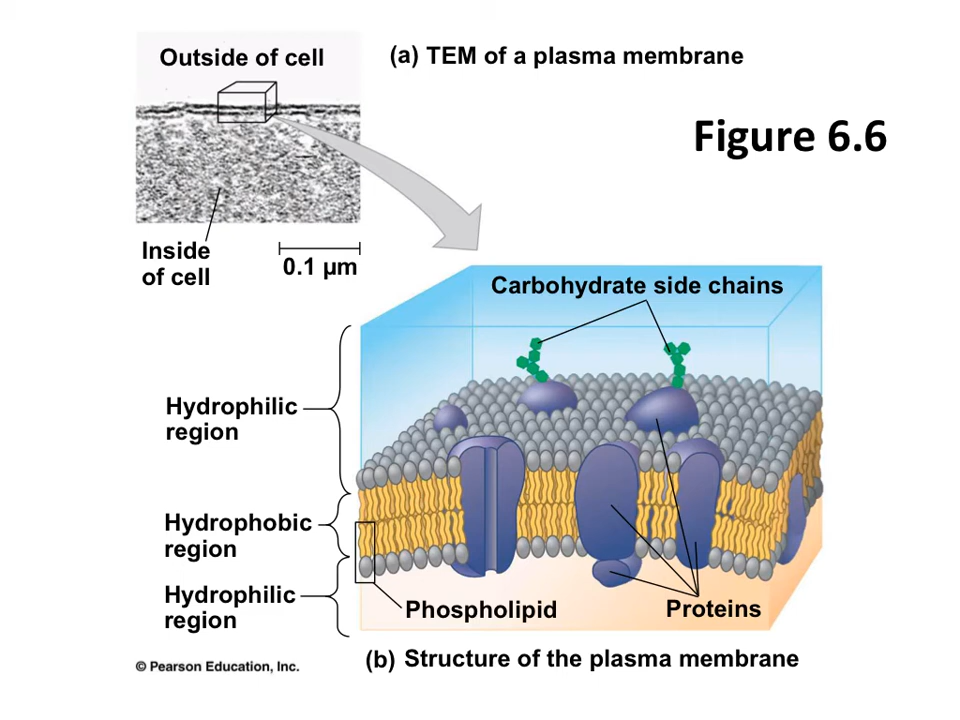 Outside of cell
(a) TEM of a plasma membrane
Figure 6.6
Inside
of cell
0.1 µm
Carbohydrate side chains
Hydrophilic
region
Hydrophobic
region
Hydrophilic
region
Phospholipid
Proteins
(b) Structure of the plasma membrane
© Pearson Education, Inc.